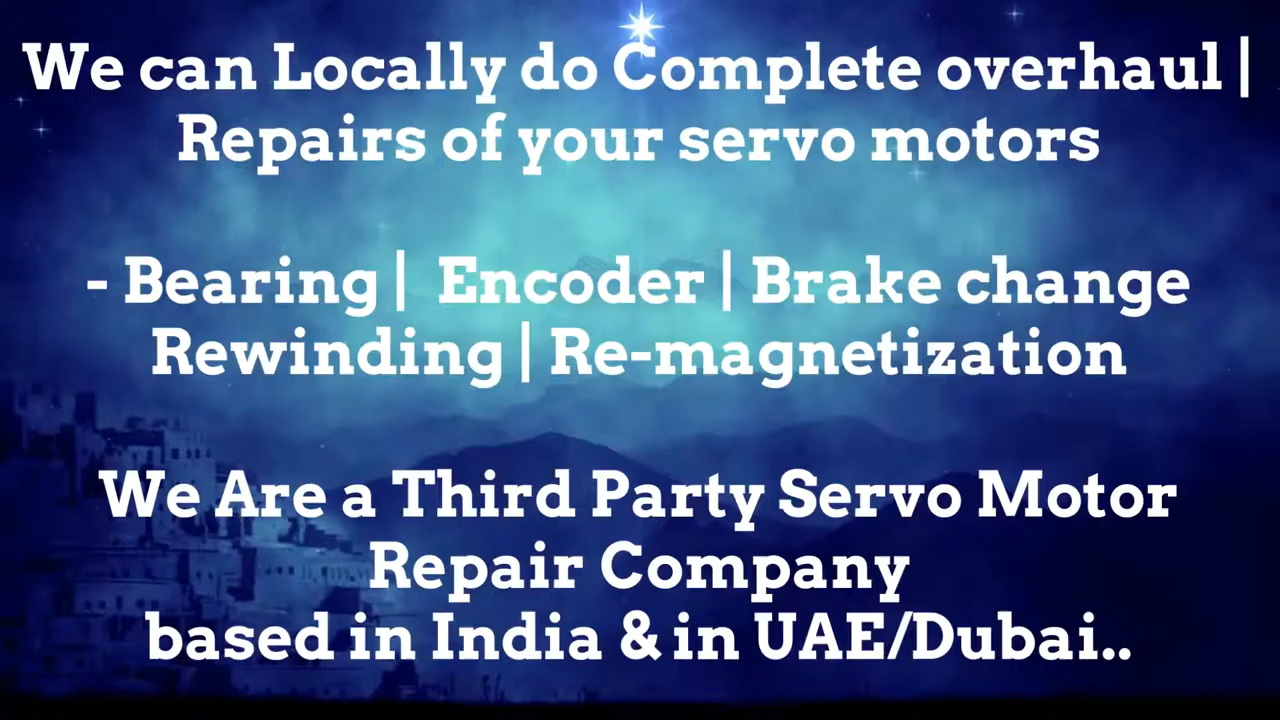 We can Locally do Complete overhaul |
Repairs of your servo motors
- Bearing | Encoder | Brake change
Rewinding | Re-magnetization
We Are a Third Party Servo Motor
Repair Company
based in India & in UAE/Dubai..